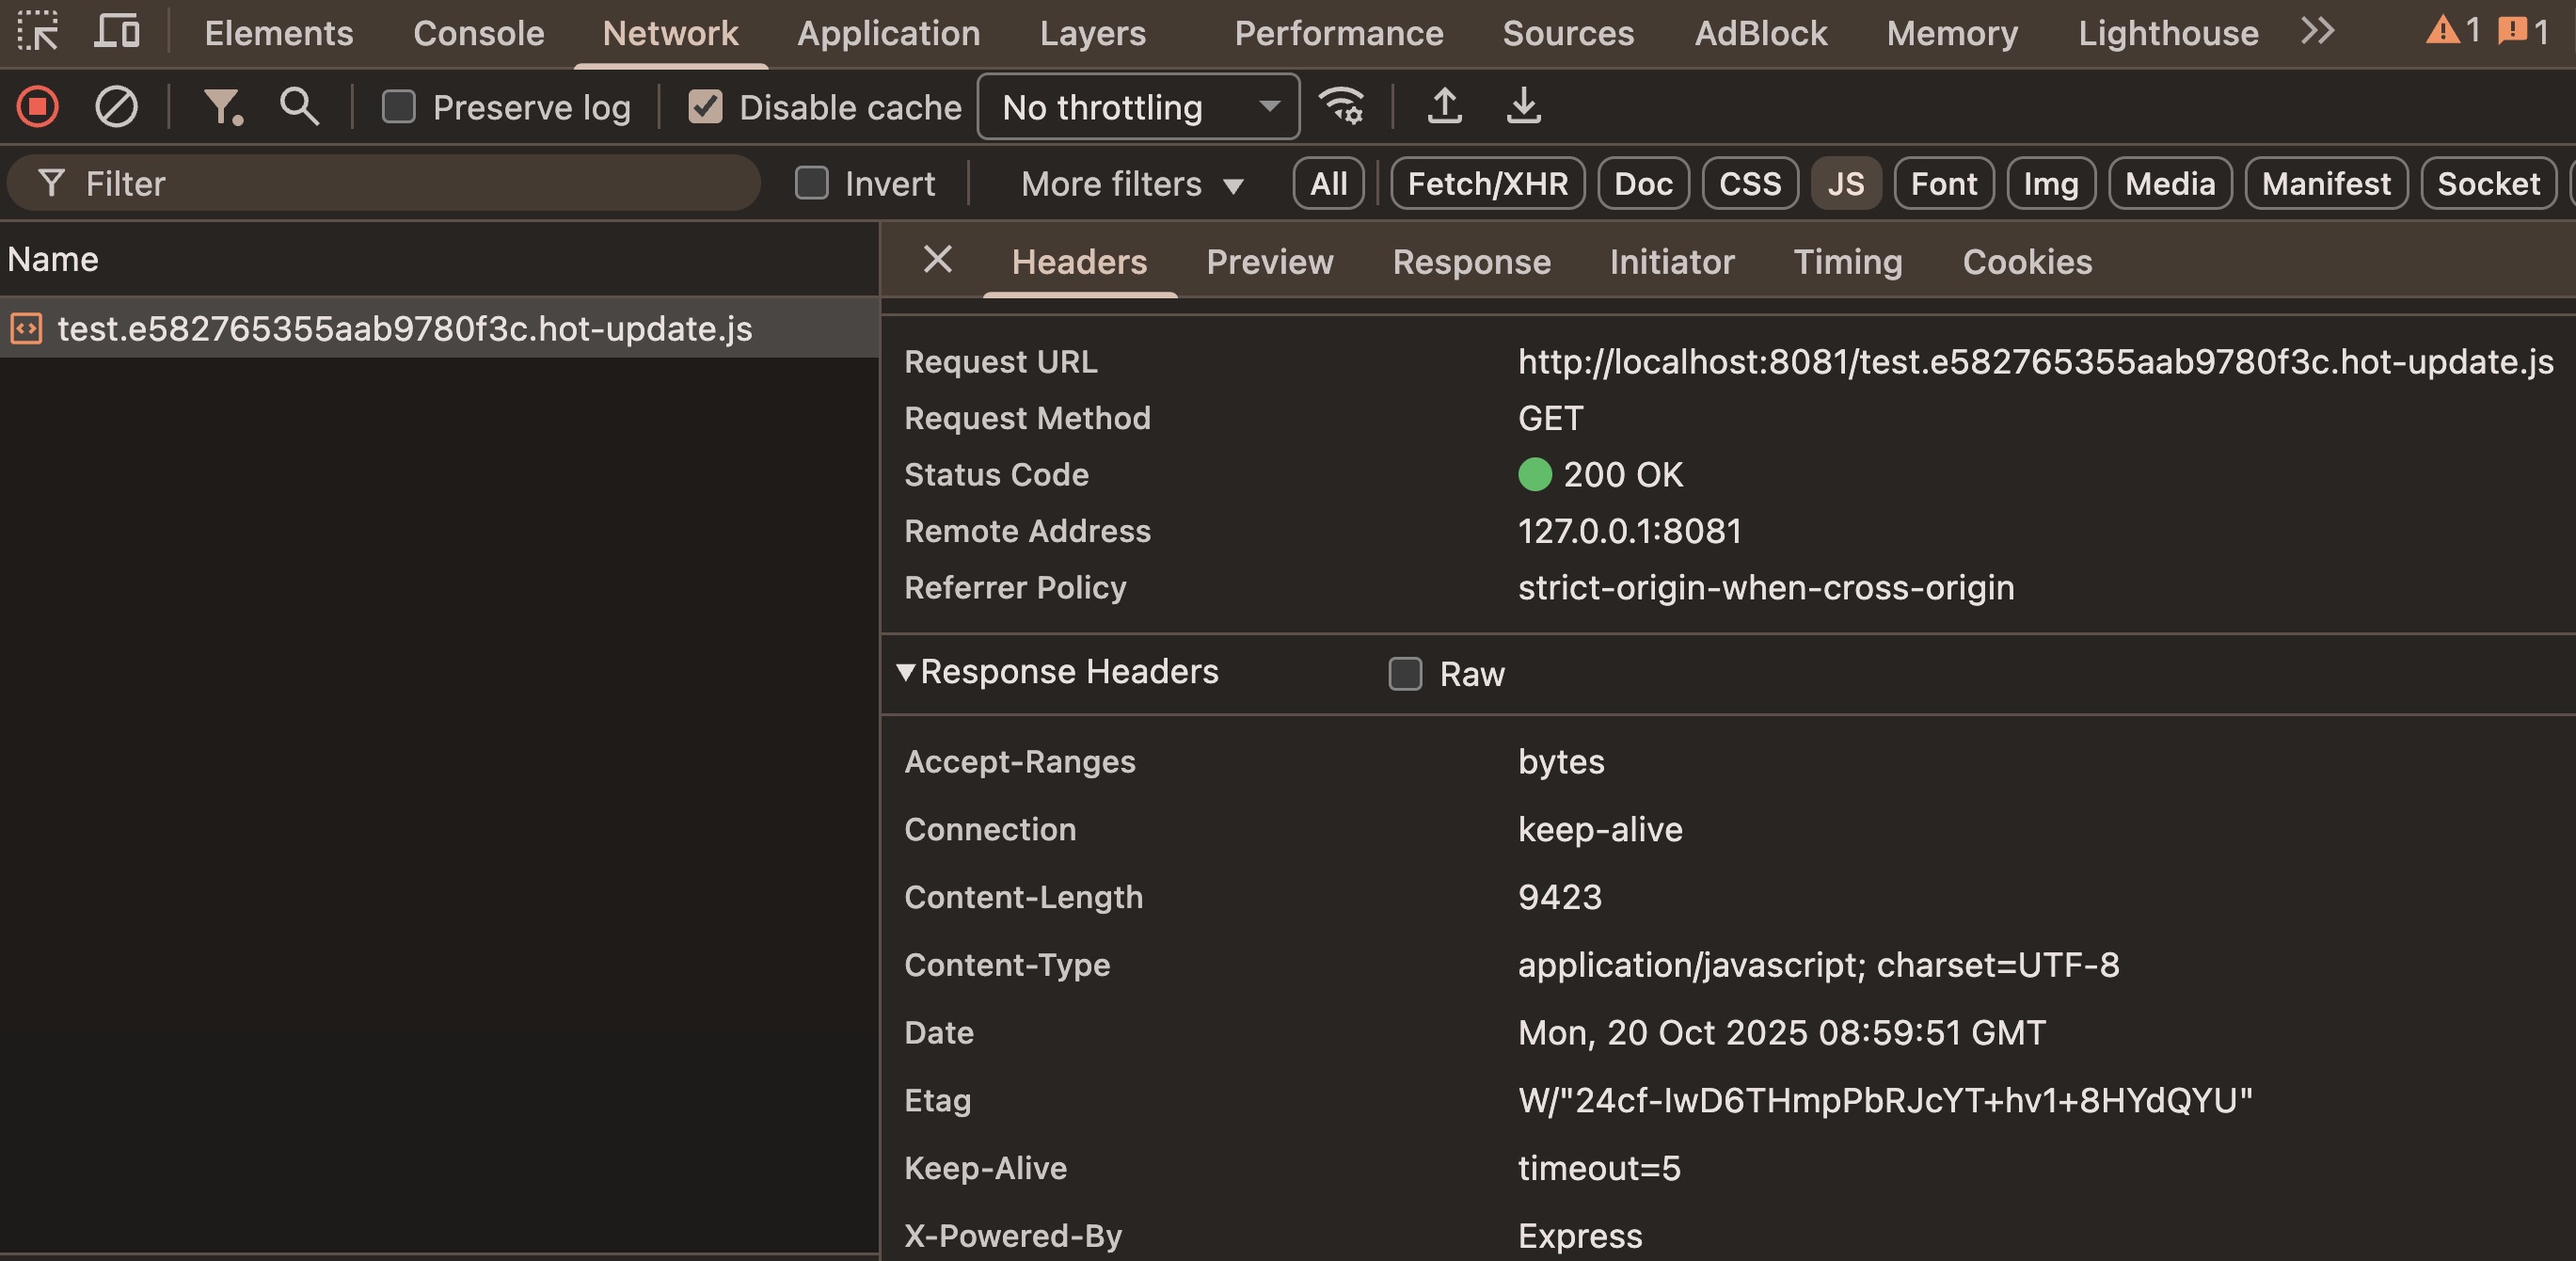 Elements Console Network Application Layers Performance Sources AdBlock Memory Lighthouse 1 1
Preserve log Disable cache No throttling
Filter Invert More filters All Fetch/XHR Doc CSS JS Font Img Media Manifest Socket
Name
Headers Preview Response Initiator Timing Cookies
test.e582765355aab9780f3c.hot-update.js
Request URL http://localhost:8081/test.e582765355aab9780f3c.hot-update.js
Request Method GET
Status Code 200 OK
Remote Address 127.0.0.1:8081
Referrer Policy strict-origin-when-cross-origin
Response Headers Raw
Accept-Ranges bytes
Connection keep-alive
Content-Length 9423
Content-Type application/javascript; charset=UTF-8
Date Mon, 20 Oct 2025 08:59:51 GMT
Etag W/"24cf-IwD6THmpPbRJcYT+hv1+8HYdQYU"
Keep-Alive timeout=5
X-Powered-By Express